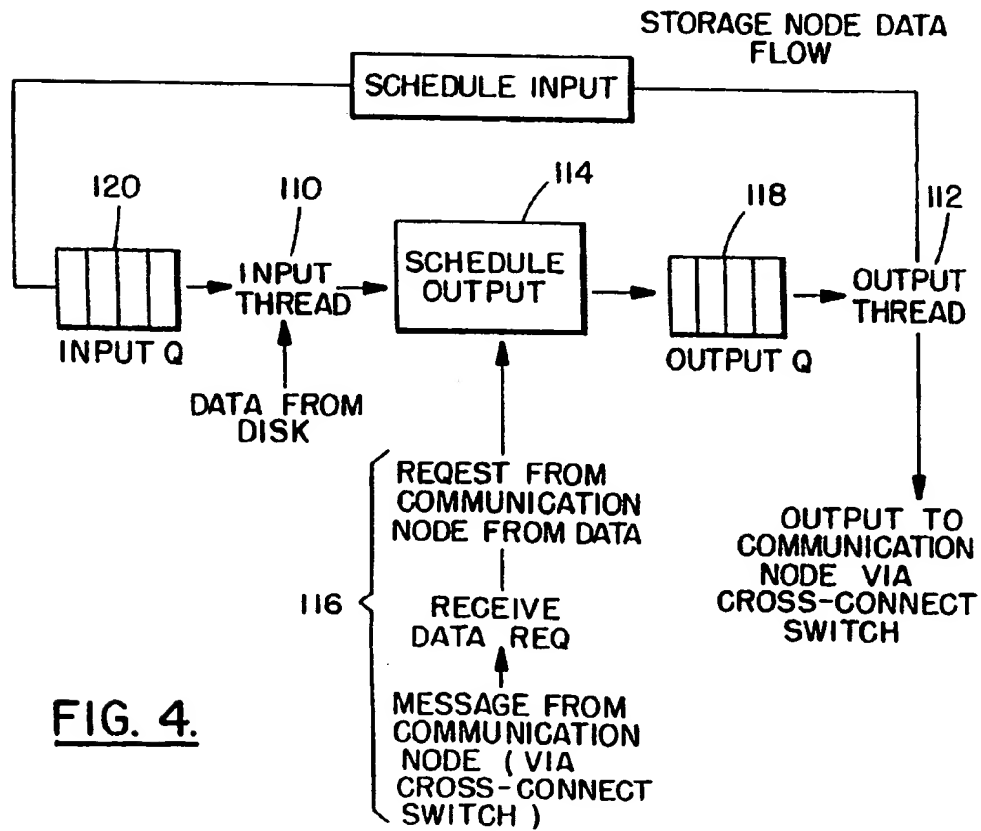 STORAGE NODE DATA
FLOW
SCHEDULE INPUT
120
110
114
118
112
INPUT
THREAD
SCHEDULE
OUTPUT
OUTPUT
THREAD
INPUT Q
OUTPUT Q
DATA FROM
DISK
REQEST FROM
COMMUNICATION
NODE FROM DATA
OUTPUT TO
COMMUNICATION
NODE VIA
CROSS-CONNECT
SWITCH
116
RECEIVE
DATA REQ
MESSAGE FROM
COMMUNICATION
NODE ( VIA
CROSS-CONNECT
SWITCH )
FIG. 4.